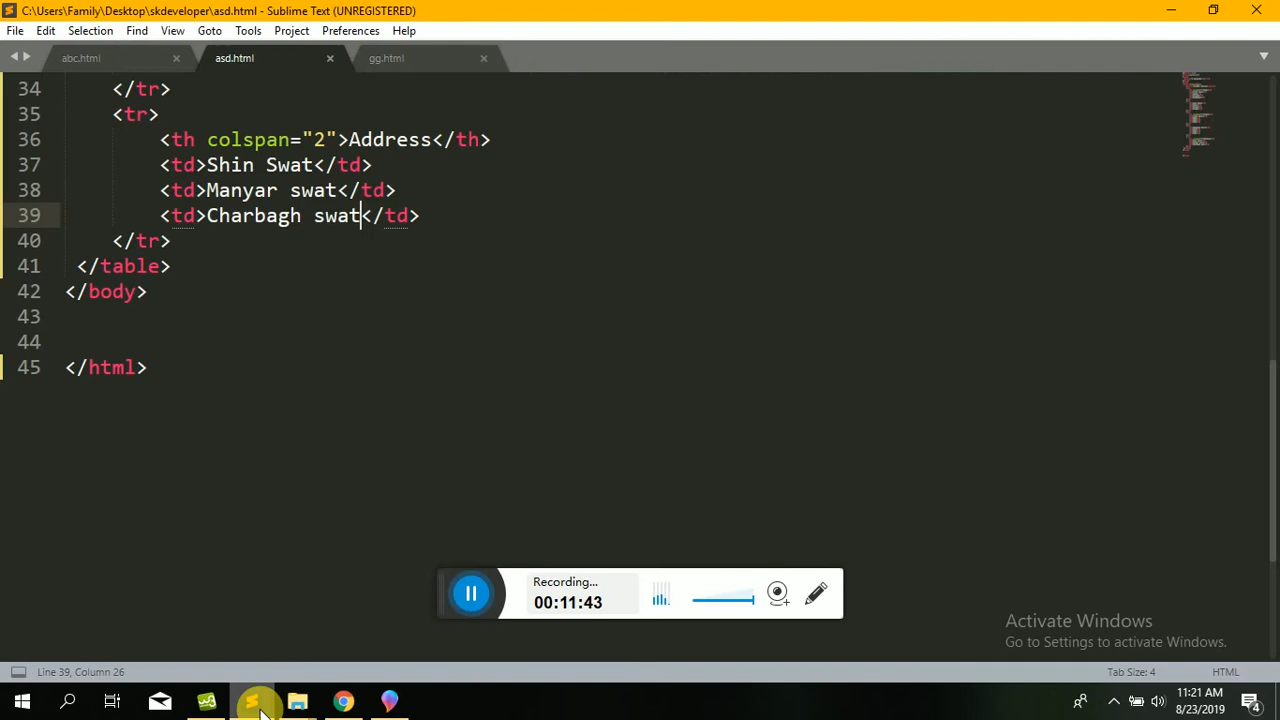 C:\Users\Family\Desktop\skdeveloper\asd.html - Sublime Text (UNREGISTERED)
File Edit Selection Find View Goto Tools Project Preferences Help
abc.html asd.html gg.html
34 </tr>
35 <tr>
36 <th colspan="2">Address</th>
37 <td>Shin Swat</td>
38 <td>Manyar swat</td>
39 <td>Charbagh swat</td>
40 </tr>
41 </table>
42 </body>
43
44
45 </html>
Recording...
00:11:43
Activate Windows
Go to Settings to activate Windows.
Line 39, Column 26 Tab Size: 4 HTML
11:21 AM
8/23/2019
4